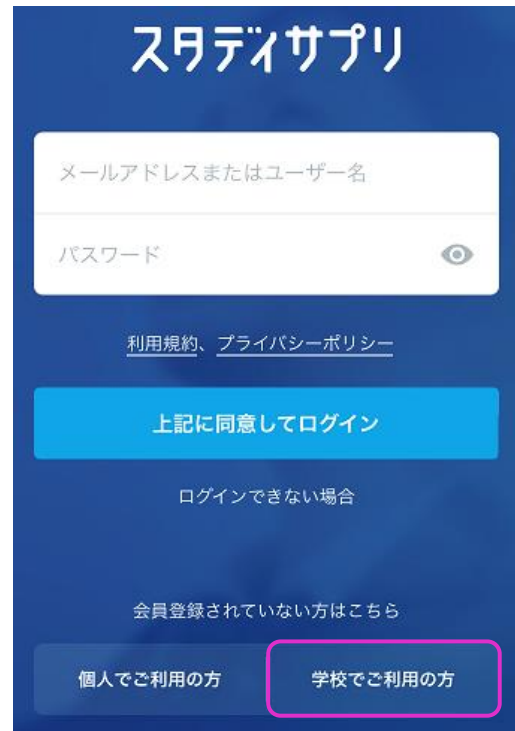 スタディサプリ
メールアドレスまたはユーザー名
パスワード
利用規約、プライバシーポリシー
上記に同意してログイン
ログインできない場合
会員登録されていない方はこちら
個人でご利用の方
学校でご利用の方